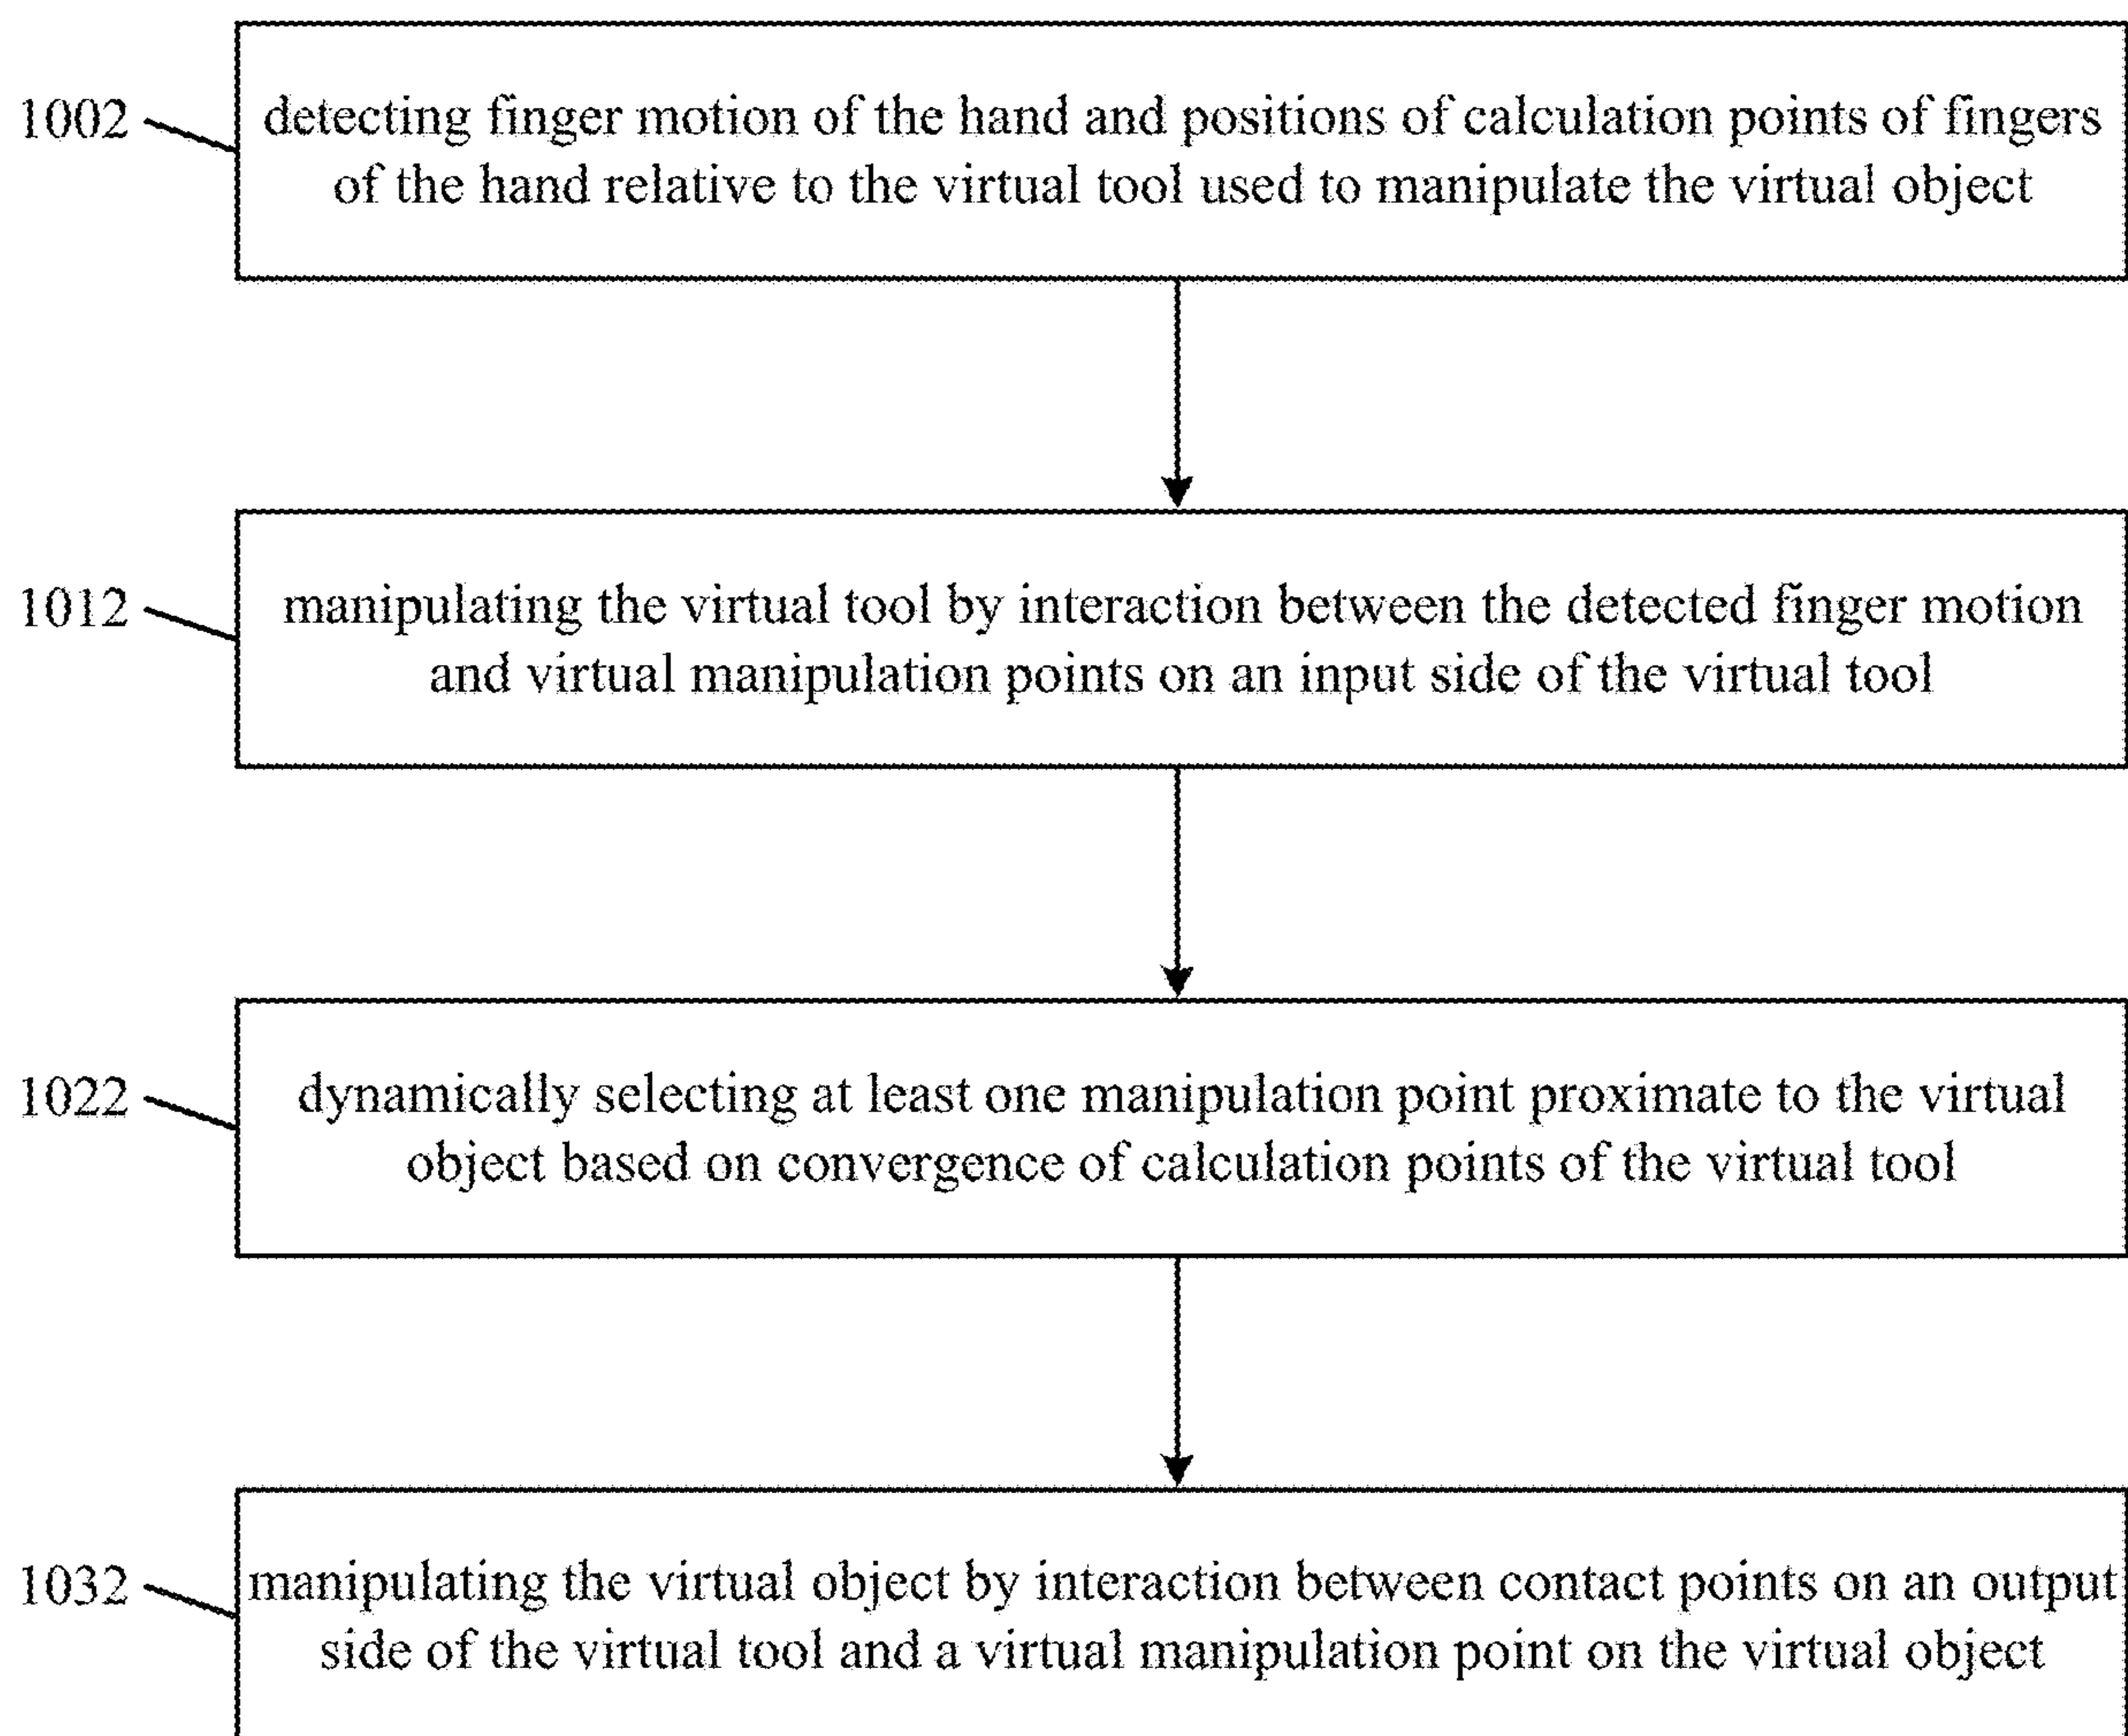 1002
detecting finger motion of the hand and positions of calculation points of fingers
of the hand relative to the virtual tool used to manipulate the virtual object
1012
manipulating the virtual tool by interaction between the detected finger motion
and virtual manipulation points on an input side of the virtual tool
1022
dynamically selecting at least one manipulation point proximate to the virtual
object based on convergence of calculation points of the virtual tool
1032
manipulating the virtual object by interaction between contact points on an output
side of the virtual tool and a virtual manipulation point on the virtual object